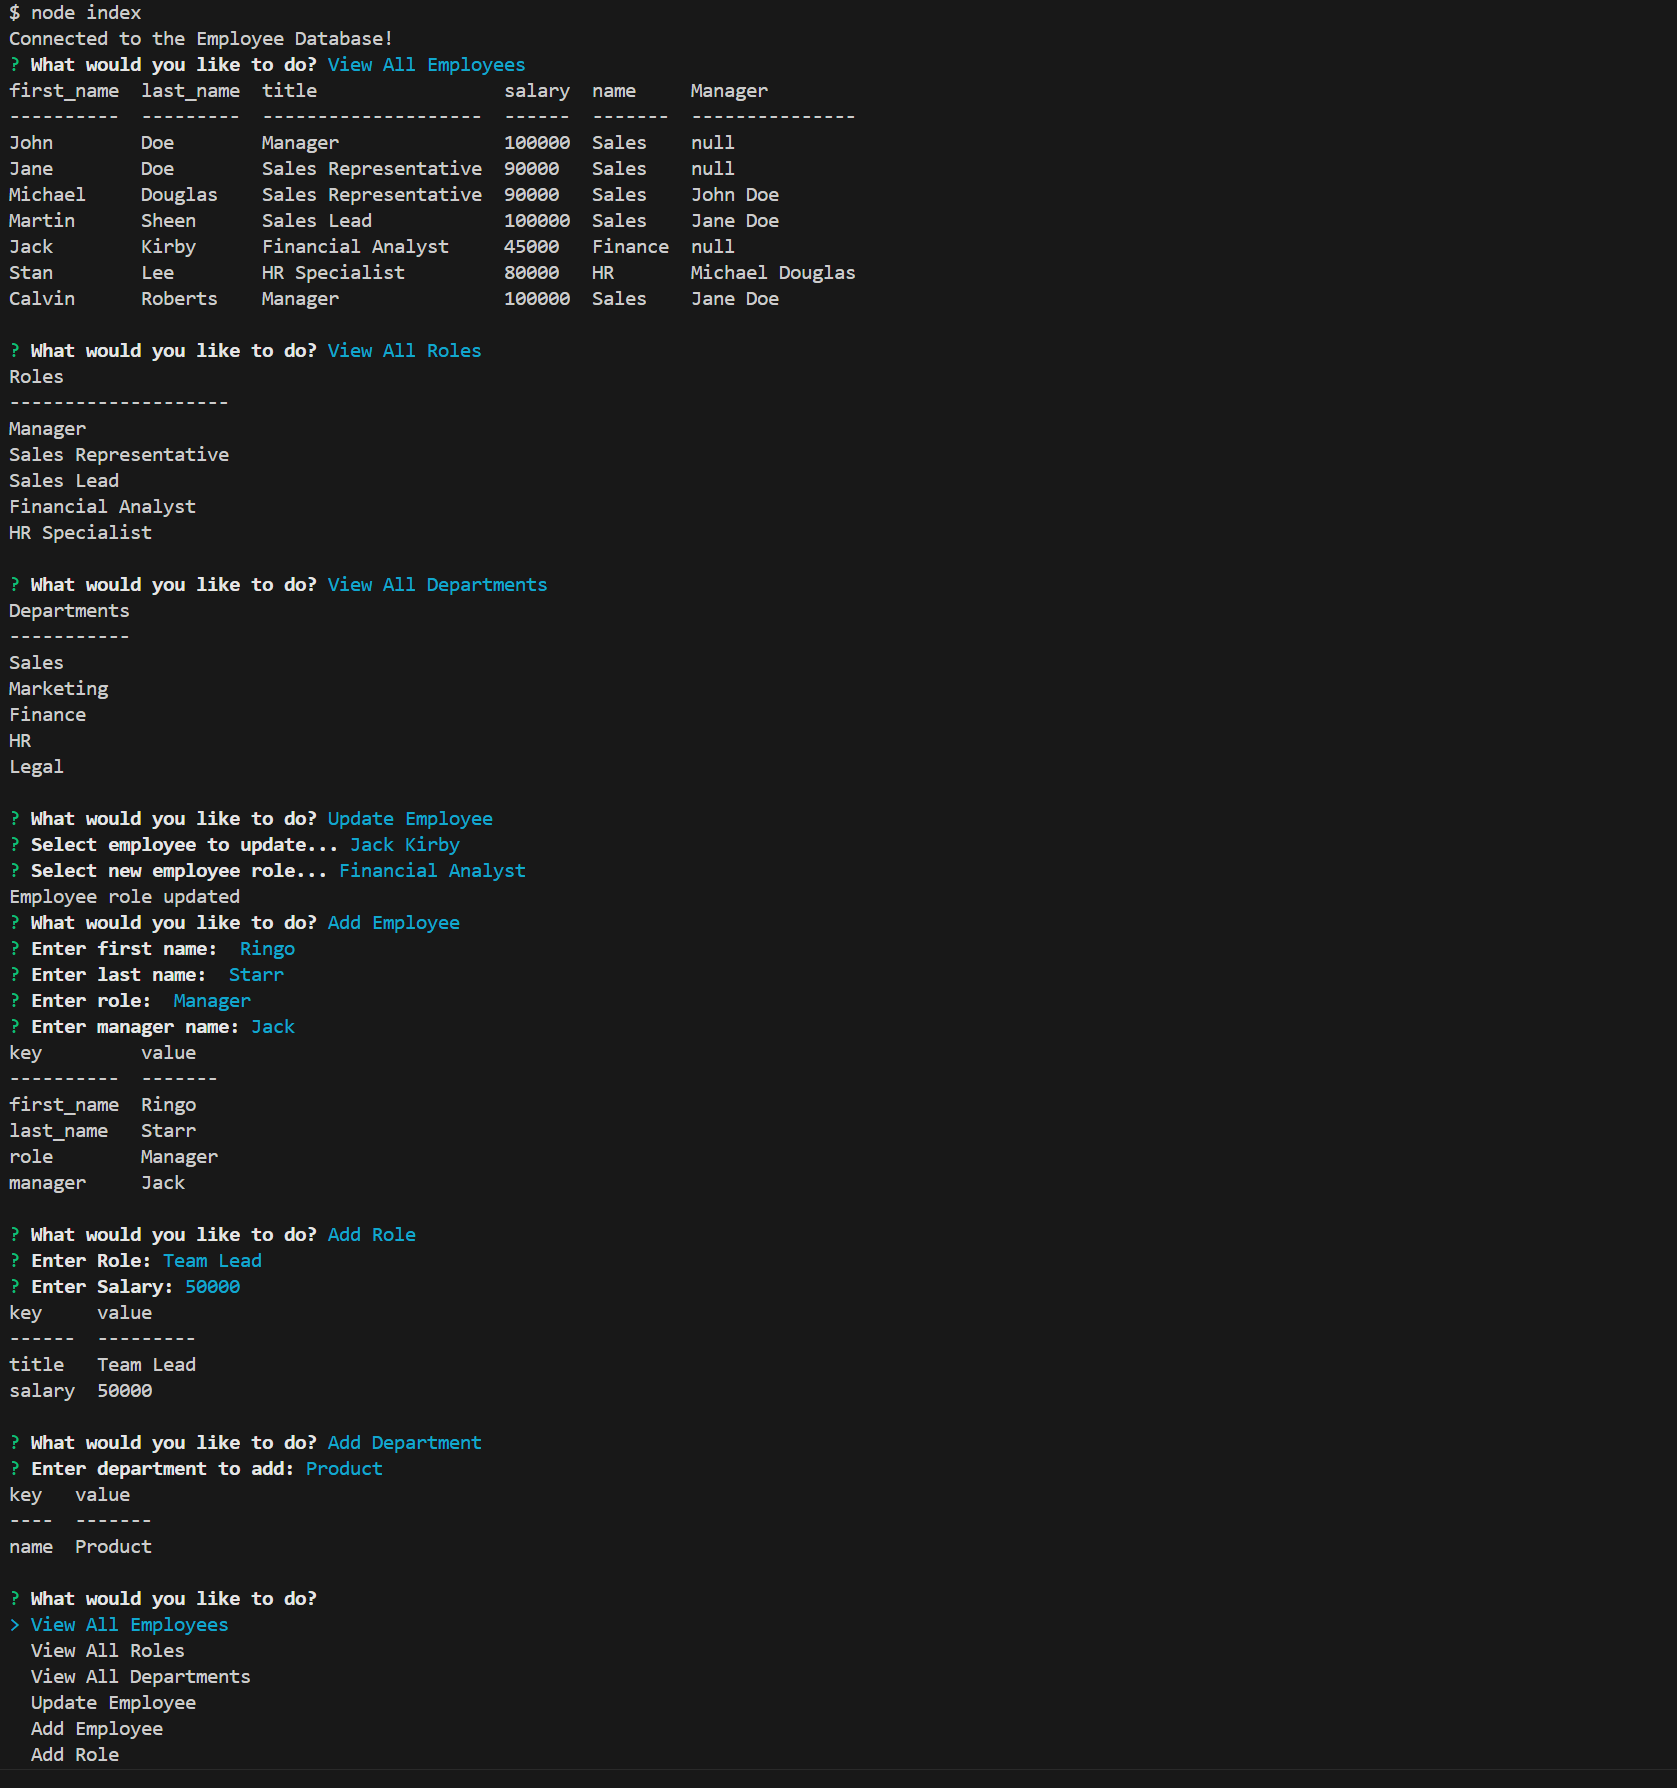 $ node index
Connected to the Employee Database!
? What would you like to do? View All Employees
first_name  last_name  title                 salary  name     Manager
----------  ---------  --------------------  ------  -------  ---------------
John        Doe        Manager               100000  Sales    null
Jane        Doe        Sales Representative  90000   Sales    null
Michael     Douglas    Sales Representative  90000   Sales    John Doe
Martin      Sheen      Sales Lead            100000  Sales    Jane Doe
Jack        Kirby      Financial Analyst     45000   Finance  null
Stan        Lee        HR Specialist         80000   HR       Michael Douglas
Calvin      Roberts    Manager               100000  Sales    Jane Doe

? What would you like to do? View All Roles
Roles
--------------------
Manager
Sales Representative
Sales Lead
Financial Analyst
HR Specialist

? What would you like to do? View All Departments
Departments
-----------
Sales
Marketing
Finance
HR
Legal

? What would you like to do? Update Employee
? Select employee to update... Jack Kirby
? Select new employee role... Financial Analyst
Employee role updated
? What would you like to do? Add Employee
? Enter first name:  Ringo
? Enter last name:  Starr
? Enter role:  Manager
? Enter manager name: Jack
key         value
----------  -------
first_name  Ringo
last_name   Starr
role        Manager
manager     Jack

? What would you like to do? Add Role
? Enter Role: Team Lead
? Enter Salary: 50000
key     value
------  ---------
title   Team Lead
salary  50000

? What would you like to do? Add Department
? Enter department to add: Product
key   value
----  -------
name  Product

? What would you like to do?
> View All Employees
  View All Roles
  View All Departments
  Update Employee
  Add Employee
  Add Role